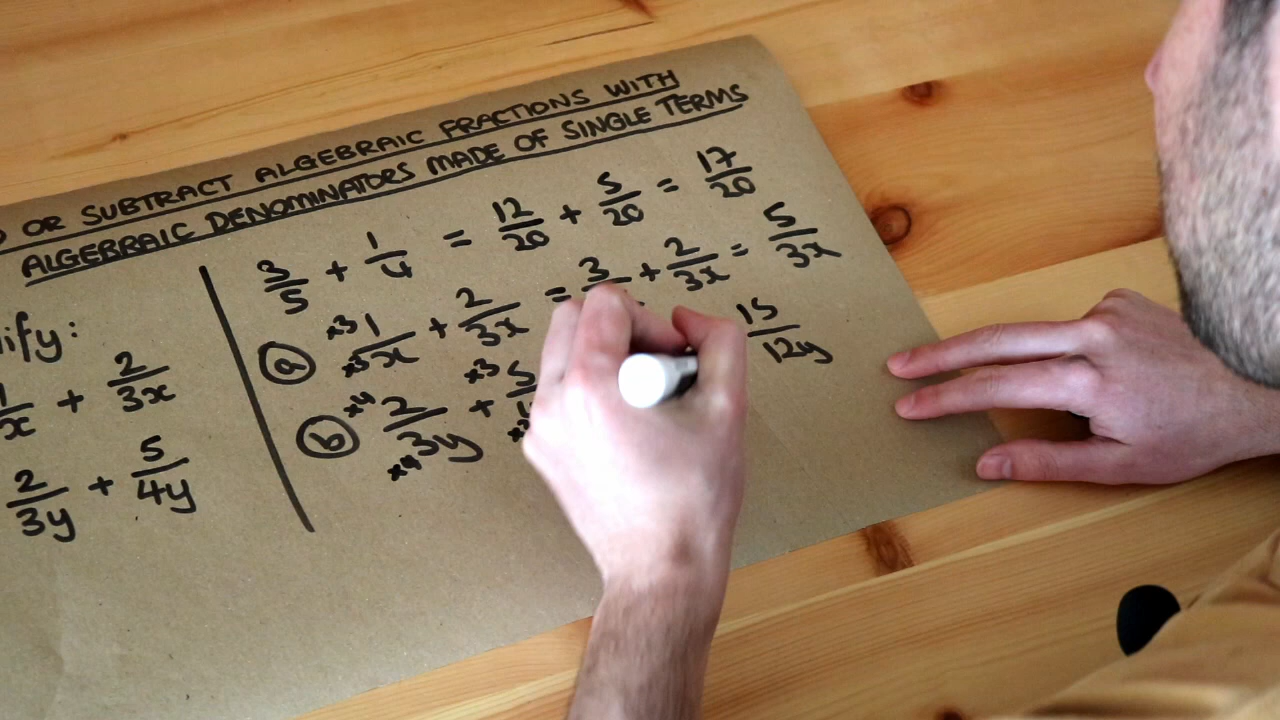 OR SUBTRACT ALGEBRAIC FRACTIONS WITH
ALGEBRAIC DENOMINATORS MADE OF SINGLE TERMS
3/5 + 1/4 = 12/20 + 5/20 = 17/20
ify:
1/x + 2/3x
2/3y + 5/4y
(a) ×3 1/×3 x + 2/3x = 3 + 2/3x = 5/3x
(b) ×4 2/×4 3y + ×3 5 15/12y